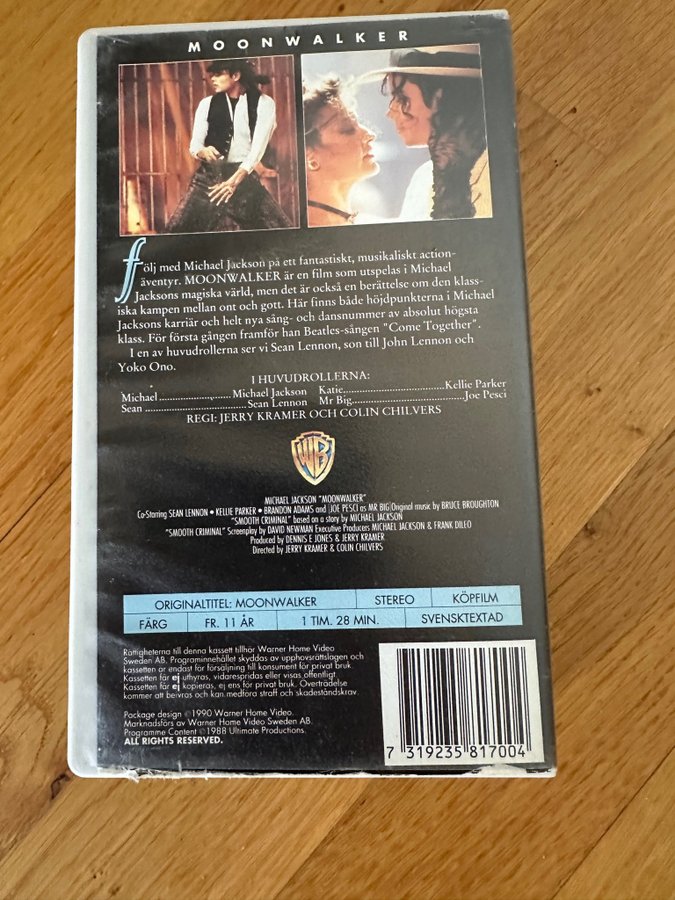 MOONWALKER
följ med Michael Jackson på ett fantastiskt, musikaliskt action-
äventyr. MOONWALKER är en film som utspelas i Michael
Jacksons magiska värld, men det är också en berättelse om den klass-
iska kampen mellan ont och gott. Här finns både höjdpunkterna i Michael
Jacksons karriär och helt nya sång- och dansnummer av absolut högsta
klass. För första gången framför han Beatles-sången "Come Together".
I en av huvudrollerna ser vi Sean Lennon, son till John Lennon och
Yoko Ono.
I HUVUDROLLERNA:
Michael ........................ Michael Jackson Katie.................................Kellie Parker
Sean ................................. Sean Lennon Mr Big.....................................Joe Pesci
REGI: JERRY KRAMER OCH COLIN CHILVERS
WB
MICHAEL JACKSON "MOONWALKER"
Co-Starring SEAN LENNON • KELLIE PARKER • BRANDON ADAMS and |JOE PESCI as MR BIG|Original music by BRUCE BROUGHTON
"SMOOTH CRIMINAL" based on a story by MICHAEL JACKSON
"SMOOTH CRIMINAL" Screenplay by DAVID NEWMAN Executive Producers MICHAEL JACKSON & FRANK DILEO
Produced by DENNIS E JONES & JERRY KRAMER
Directed by JERRY KRAMER & COLIN CHILVERS
ORIGINALTITEL: MOONWALKER STEREO KÖPFILM
FÄRG FR. 11 ÅR 1 TIM. 28 MIN. SVENSKTEXTAD
Rättigheterna till denna kassett tillhör Warner Home Video
Sweden AB. Programinnehållet skyddas av upphovsrättslagen och
kassetten är endast för försäljning till konsument för privat bruk.
Kassetten får ej uthyras, vidarespridas eller visas offentligt.
Kassetten får ej kopieras, ej ens för privat bruk. Överträdelse
kommer att beivras och kan medföra straff och skadeståndskrav.
Package design ©1990 Warner Home Video.
Marknadsförs av Warner Home Video Sweden AB.
Programme Content ©1988 Ultimate Productions.
ALL RIGHTS RESERVED.
7 319235 817004